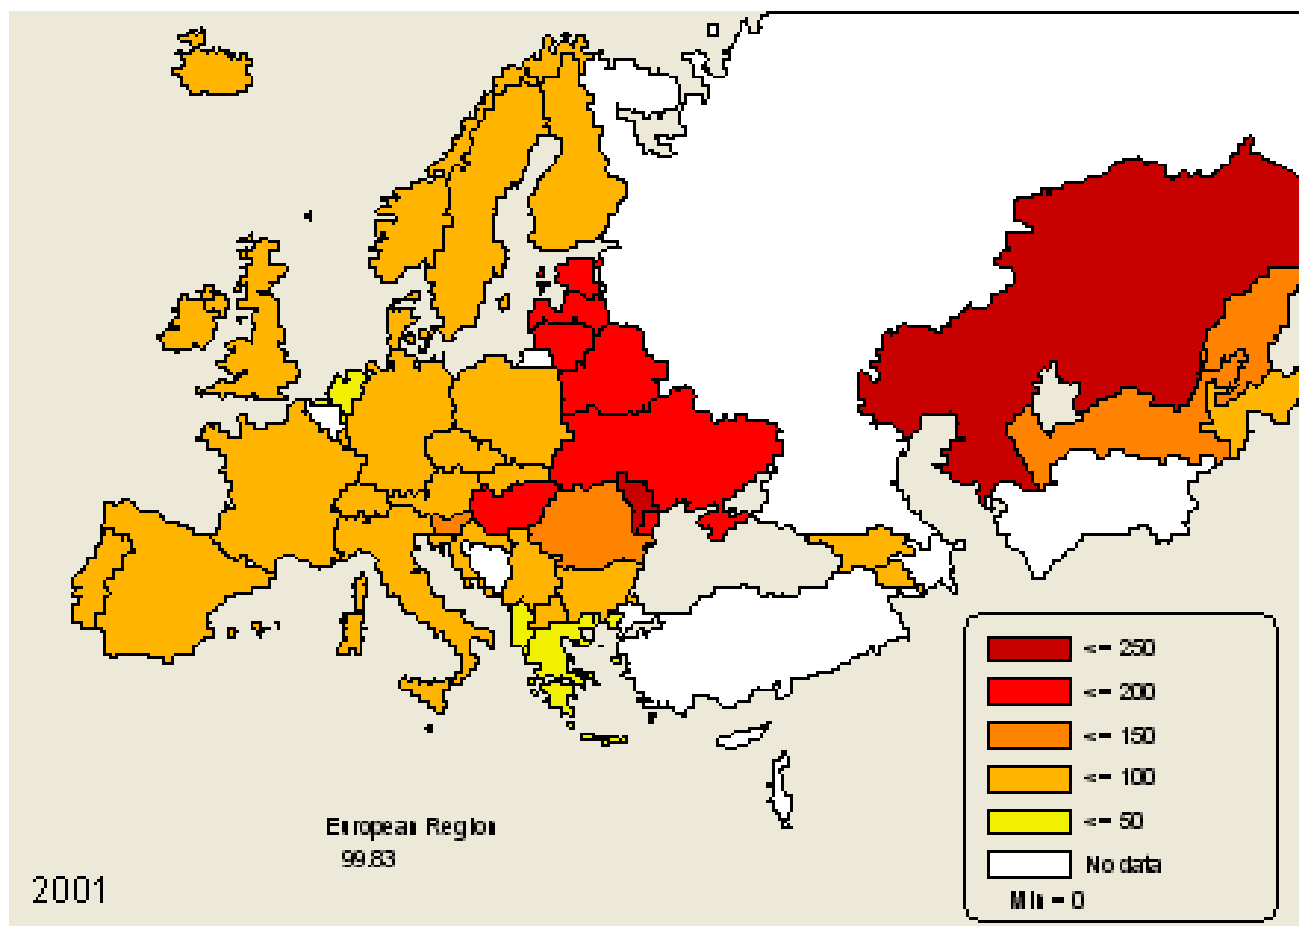 European Region
99.83
2001
<= 250
<= 200
<= 150
<= 100
<= 50
No data
Min = 0